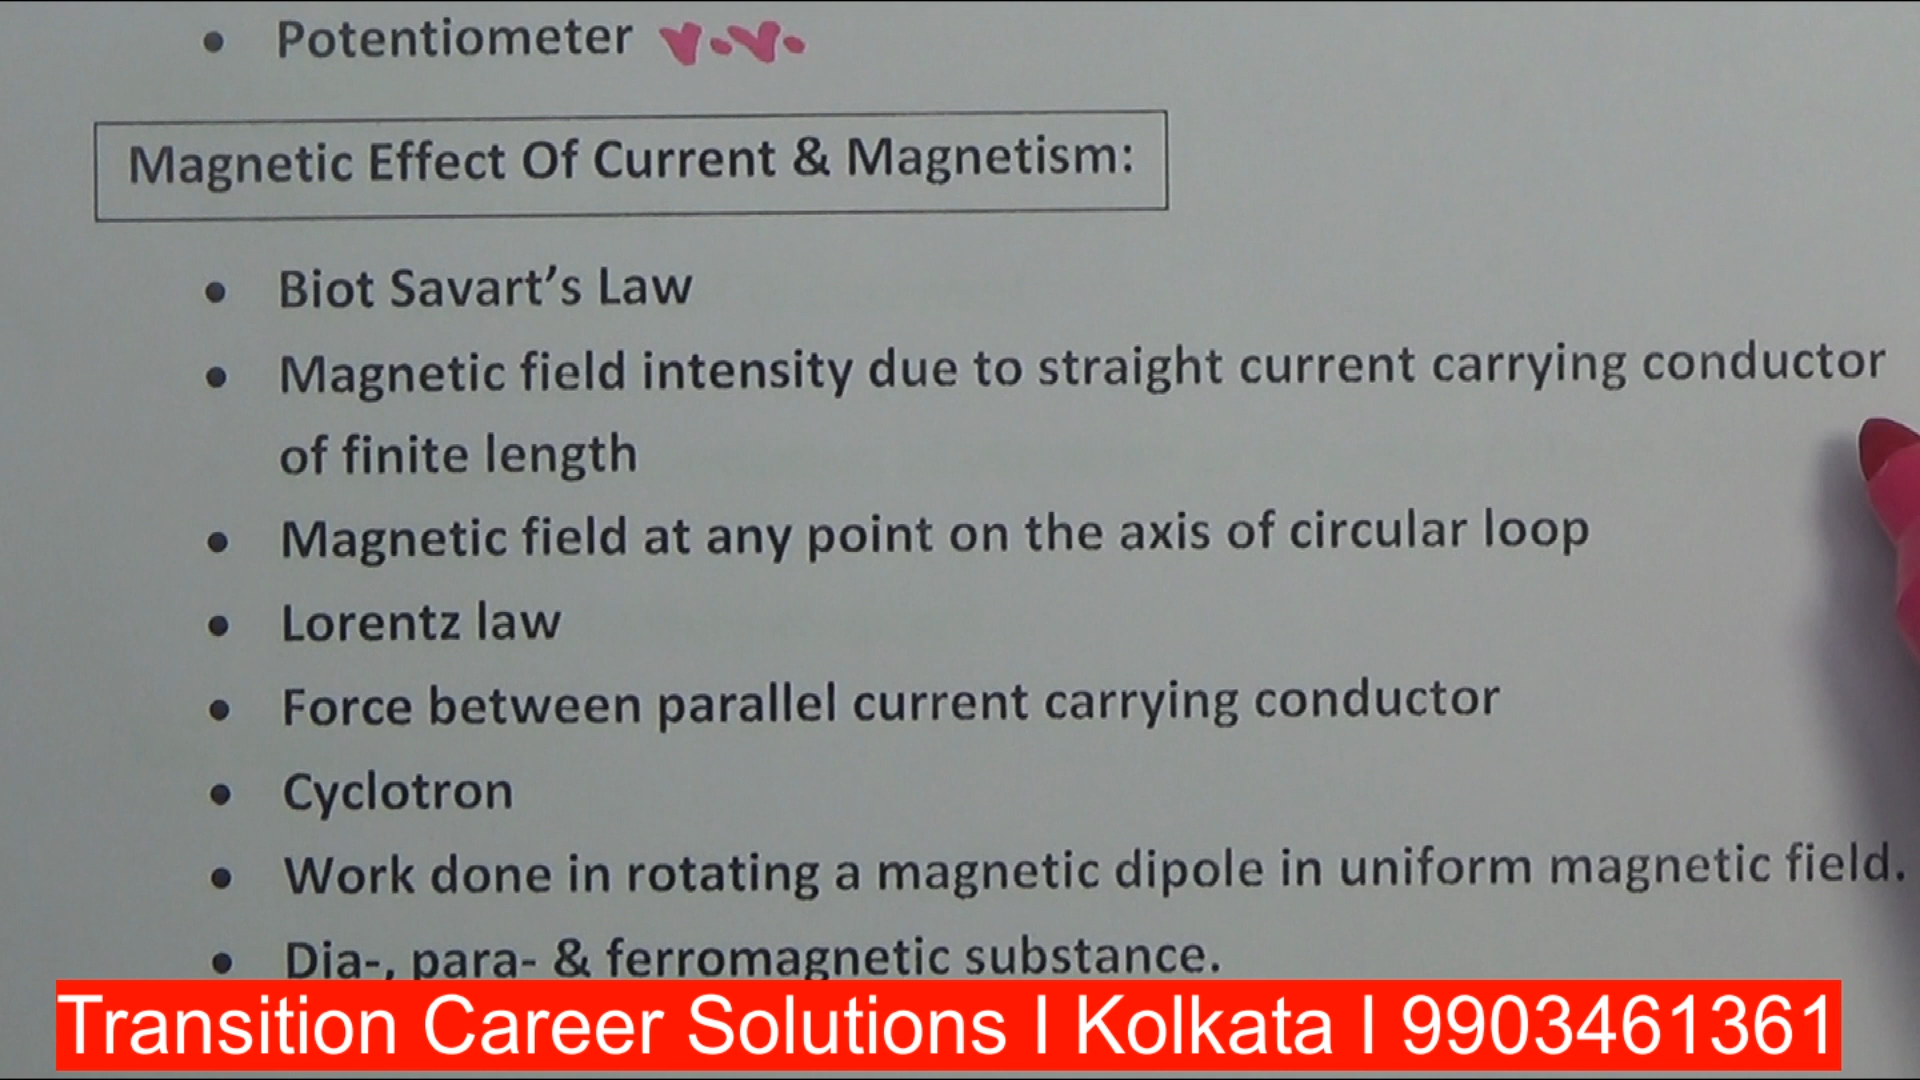 • Potentiometer V.V.
Magnetic Effect Of Current & Magnetism:
• Biot Savart’s Law
• Magnetic field intensity due to straight current carrying conductor
of finite length
• Magnetic field at any point on the axis of circular loop
• Lorentz law
• Force between parallel current carrying conductor
• Cyclotron
• Work done in rotating a magnetic dipole in uniform magnetic field.
• Dia-, para- & ferromagnetic substance.
Transition Career Solutions I Kolkata I 9903461361